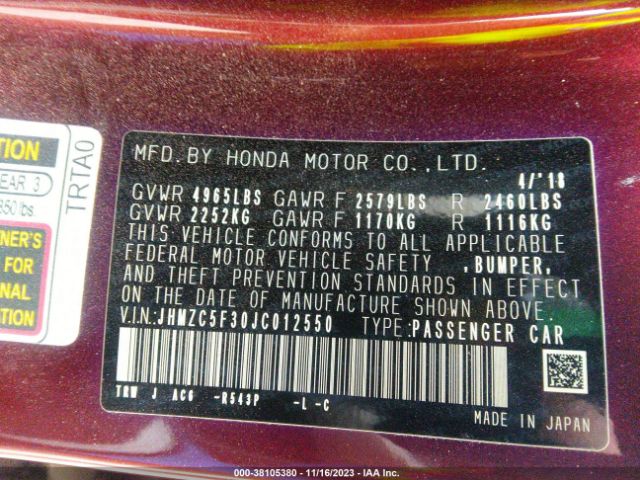 TION
EAR 3
850 lbs
NER'S
FOR
NAL
TION
TRTA0
MFD. BY HONDA MOTOR CO., LTD.
4/'18
GVWR 4965LBS GAWR F 2579LBS R 2460LBS
GVWR 2252KG GAWR F 1170KG R 1116KG
THIS VEHICLE CONFORMS TO ALL APPLICABLE
FEDERAL MOTOR VEHICLE SAFETY ,BUMPER,
AND THEFT PREVENTION STANDARDS IN EFFECT
ON THE DATE OF MANUFACTURE SHOWN ABOVE.
V.IN.JHMZC5F30JC012550 TYPE:PASSENGER CAR
TRW J AC6 -R543P -L -C
MADE IN JAPAN
000-38105380 - 11/16/2023 - IAA Inc.